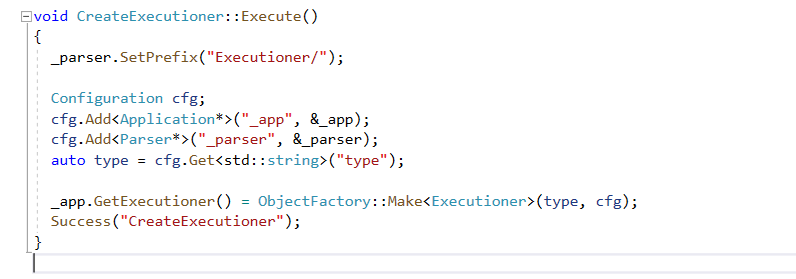 void CreateExecutioner::Execute()
{
_parser.SetPrefix("Executioner/");
Configuration cfg;
cfg.Add<Application*>("_app", &_app);
cfg.Add<Parser*>("_parser", &_parser);
auto type = cfg.Get<std::string>("type");
_app.GetExecutioner() = ObjectFactory::Make<Executioner>(type, cfg);
Success("CreateExecutioner");
}